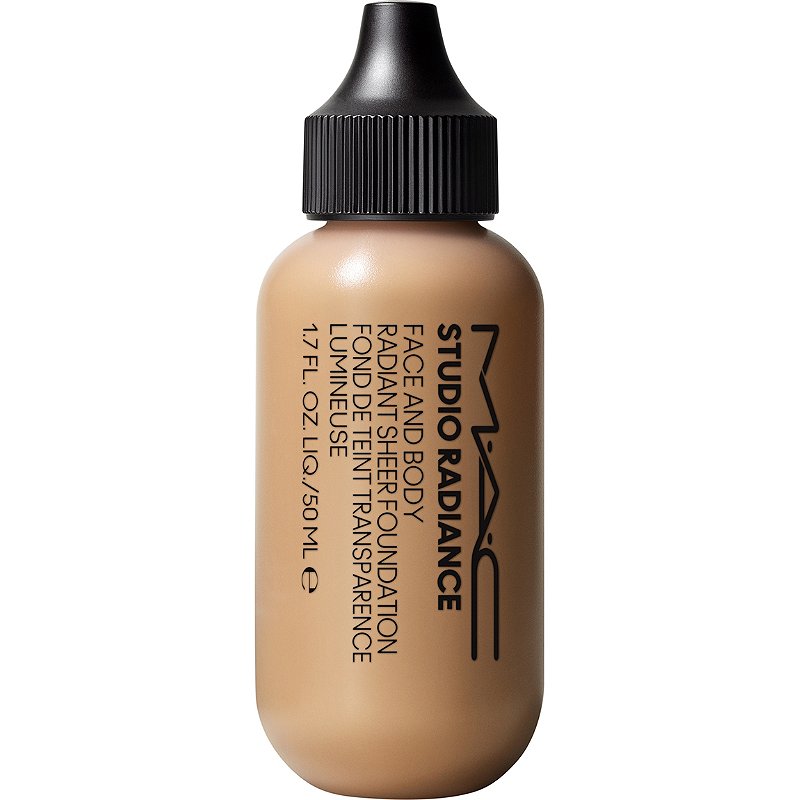 M·A·C
STUDIO RADIANCE
FACE AND BODY
RADIANT SHEER FOUNDATION
FOND DE TEINT TRANSPARENCE
LUMINEUSE
1.7 FL. OZ. LIQ./50 ML ℮